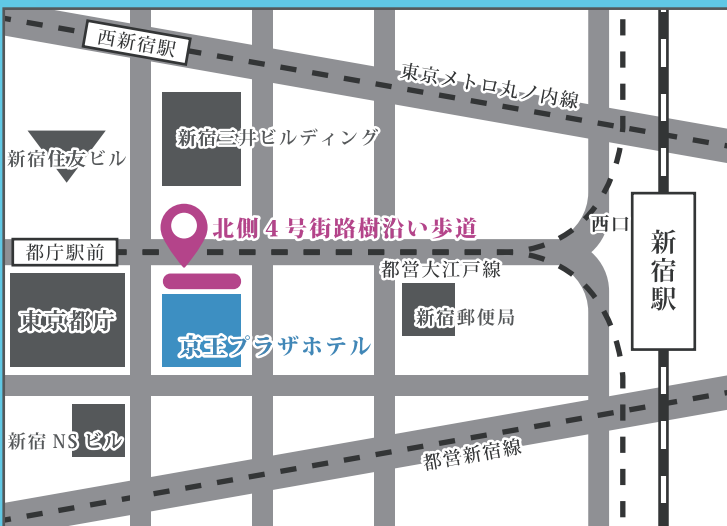 西新宿駅
東京メトロ丸ノ内線
新宿三井ビルディング
新宿住友ビル
北側4号街路樹沿い歩道
西口
新宿駅
都庁駅前
都営大江戸線
東京都庁
新宿郵便局
京王プラザホテル
新宿NSビル
都営新宿線